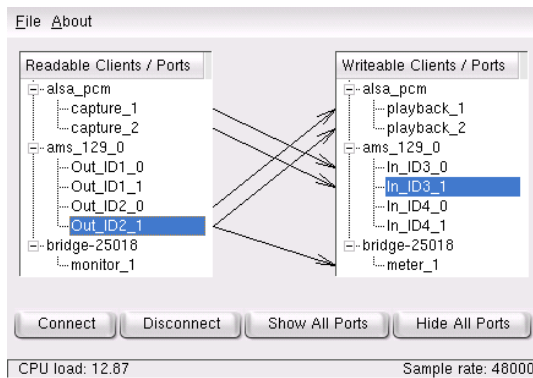 File About
Readable Clients / Ports
alsa_pcm
capture_1
capture_2
ams_129_0
Out_ID1_0
Out_ID1_1
Out_ID2_0
Out_ID2_1
bridge-25018
monitor_1
Writeable Clients / Ports
alsa_pcm
playback_1
playback_2
ams_129_0
In_ID3_0
In_ID3_1
In_ID4_0
In_ID4_1
bridge-25018
meter_1
Connect Disconnect Show All Ports Hide All Ports
CPU load: 12.87 Sample rate: 48000